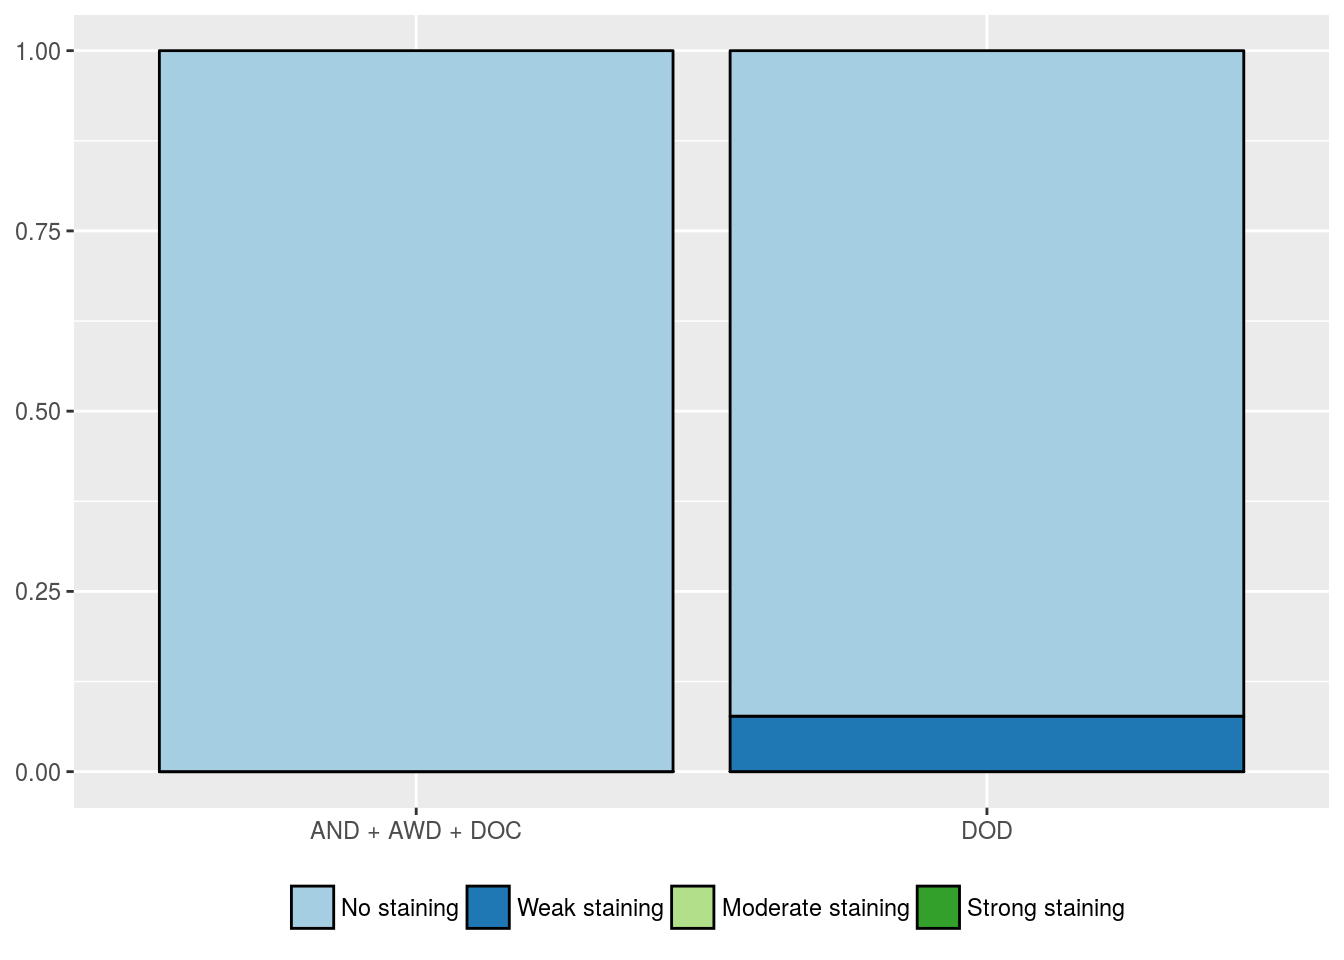 1.00
0.75
0.50
0.25
0.00
AND + AWD + DOC DOD
No staining Weak staining Moderate staining Strong staining